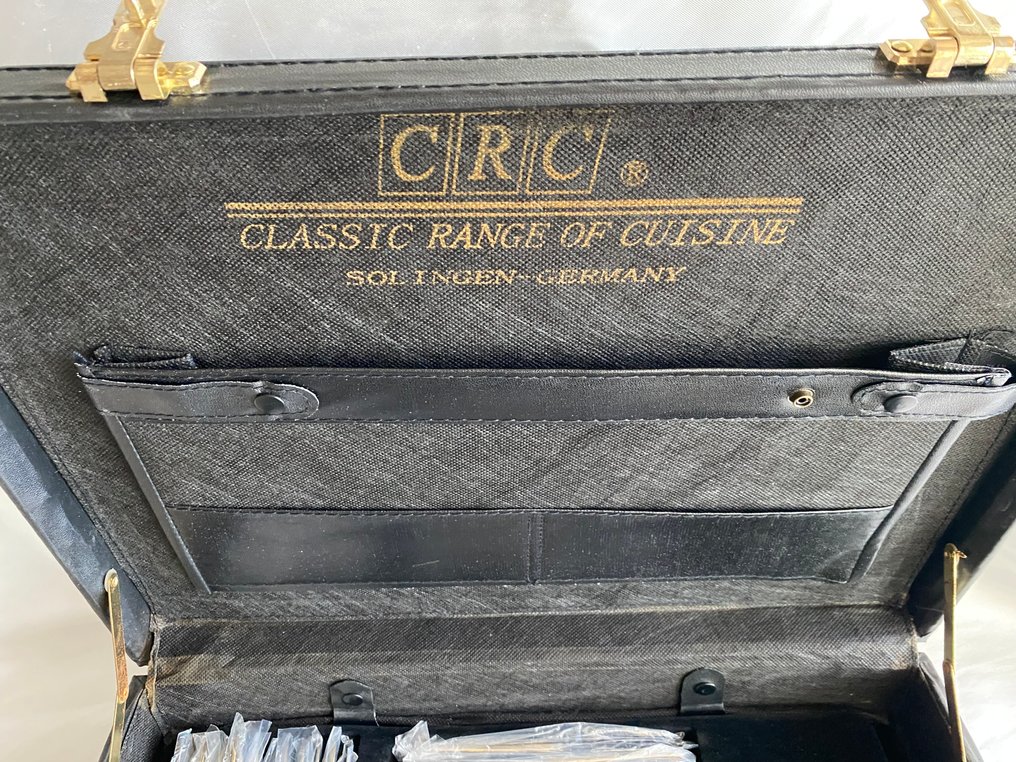 CRC ®
CLASSIC RANGE OF CUISINE
SOLINGEN-GERMANY